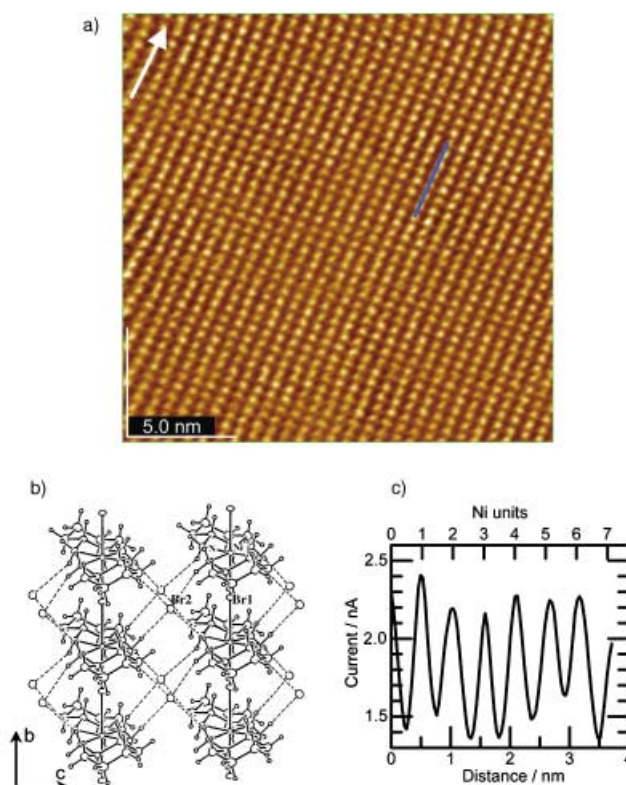 a)
5.0 nm
b)
Br2
Br1
b
c
c)
Ni units
0 1 2 3 4 5 6 7
2.5
2.0
1.5
Current / nA
0 1 2 3
Distance / nm